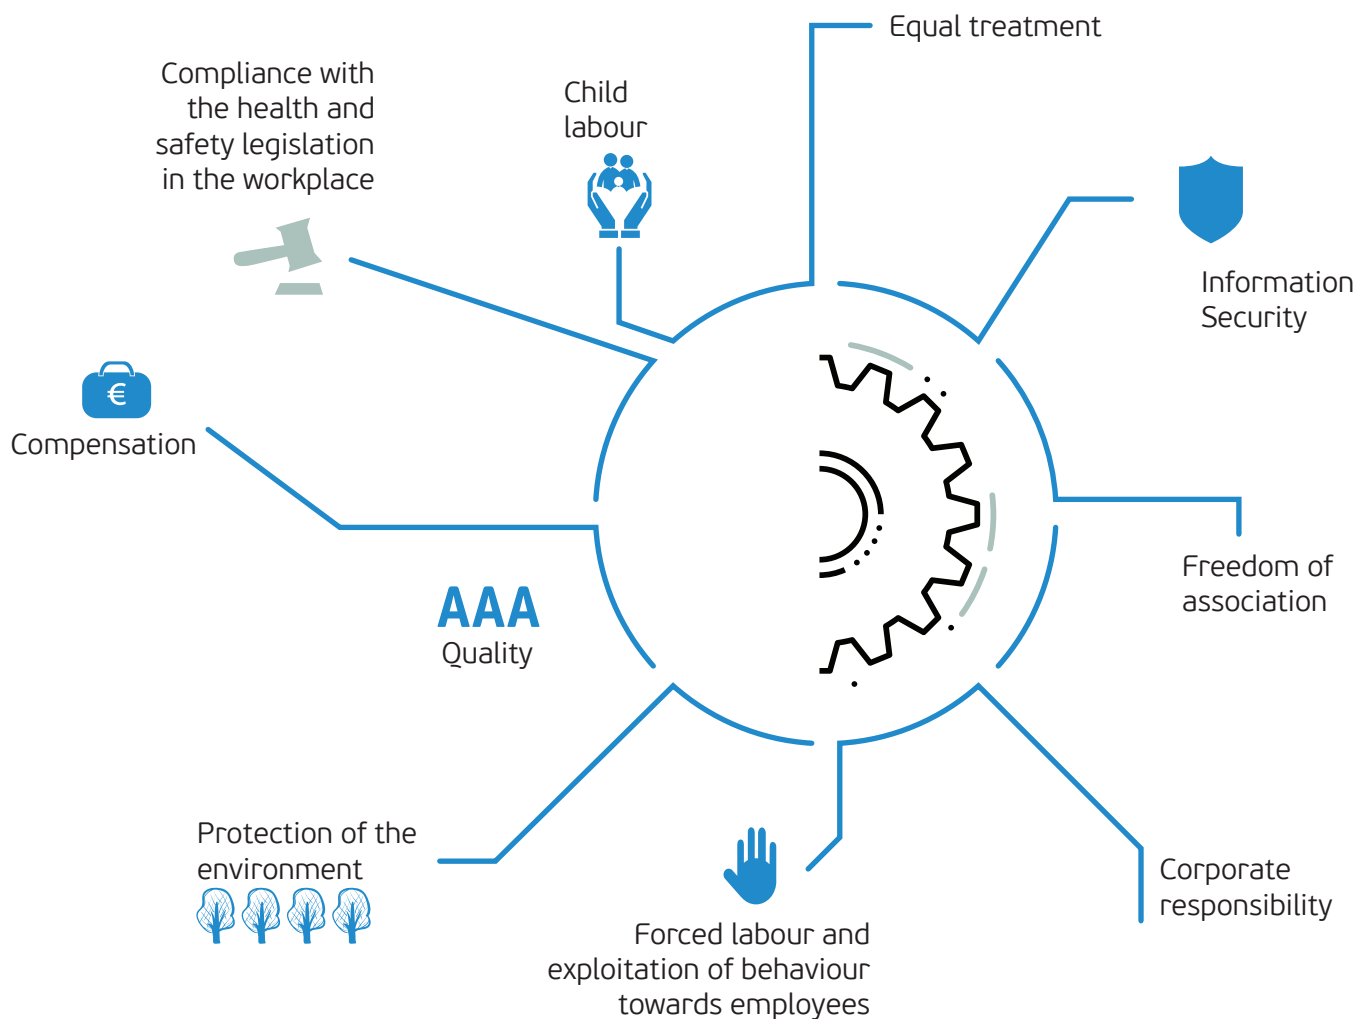 Equal treatment
Compliance with
the health and
safety legislation
in the workplace
Child
labour
Information
Security
€
Compensation
Freedom of
association
AAA
Quality
Protection of the
environment
Corporate
responsibility
Forced labour and
exploitation of behaviour
towards employees